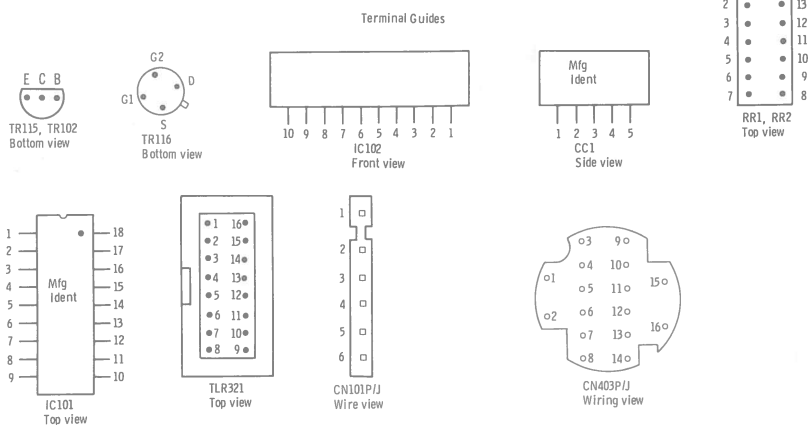 Terminal Guides
2 13
3 12
4 11
5 10
6 9
7 8
RR1, RR2
Top view
E C B
TR115, TR102
Bottom view
G2
D
G1
S
TR116
Bottom view
10 9 8 7 6 5 4 3 2 1
IC102
Front view
Mfg
Ident
1 2 3 4 5
CC1
Side view
1 18
2 17
3 16
4 15
5 14
6 13
7 12
8 11
9 10
Mfg
Ident
IC101
Top view
1 16
2 15
3 14
4 13
5 12
6 11
7 10
8 9
TLR321
Top view
1
2
3
4
5
6
CN101P/J
Wire view
3 9
4 10
1 15
5 11
2 6 12
16
7 13
8 14
CN403P/J
Wiring view